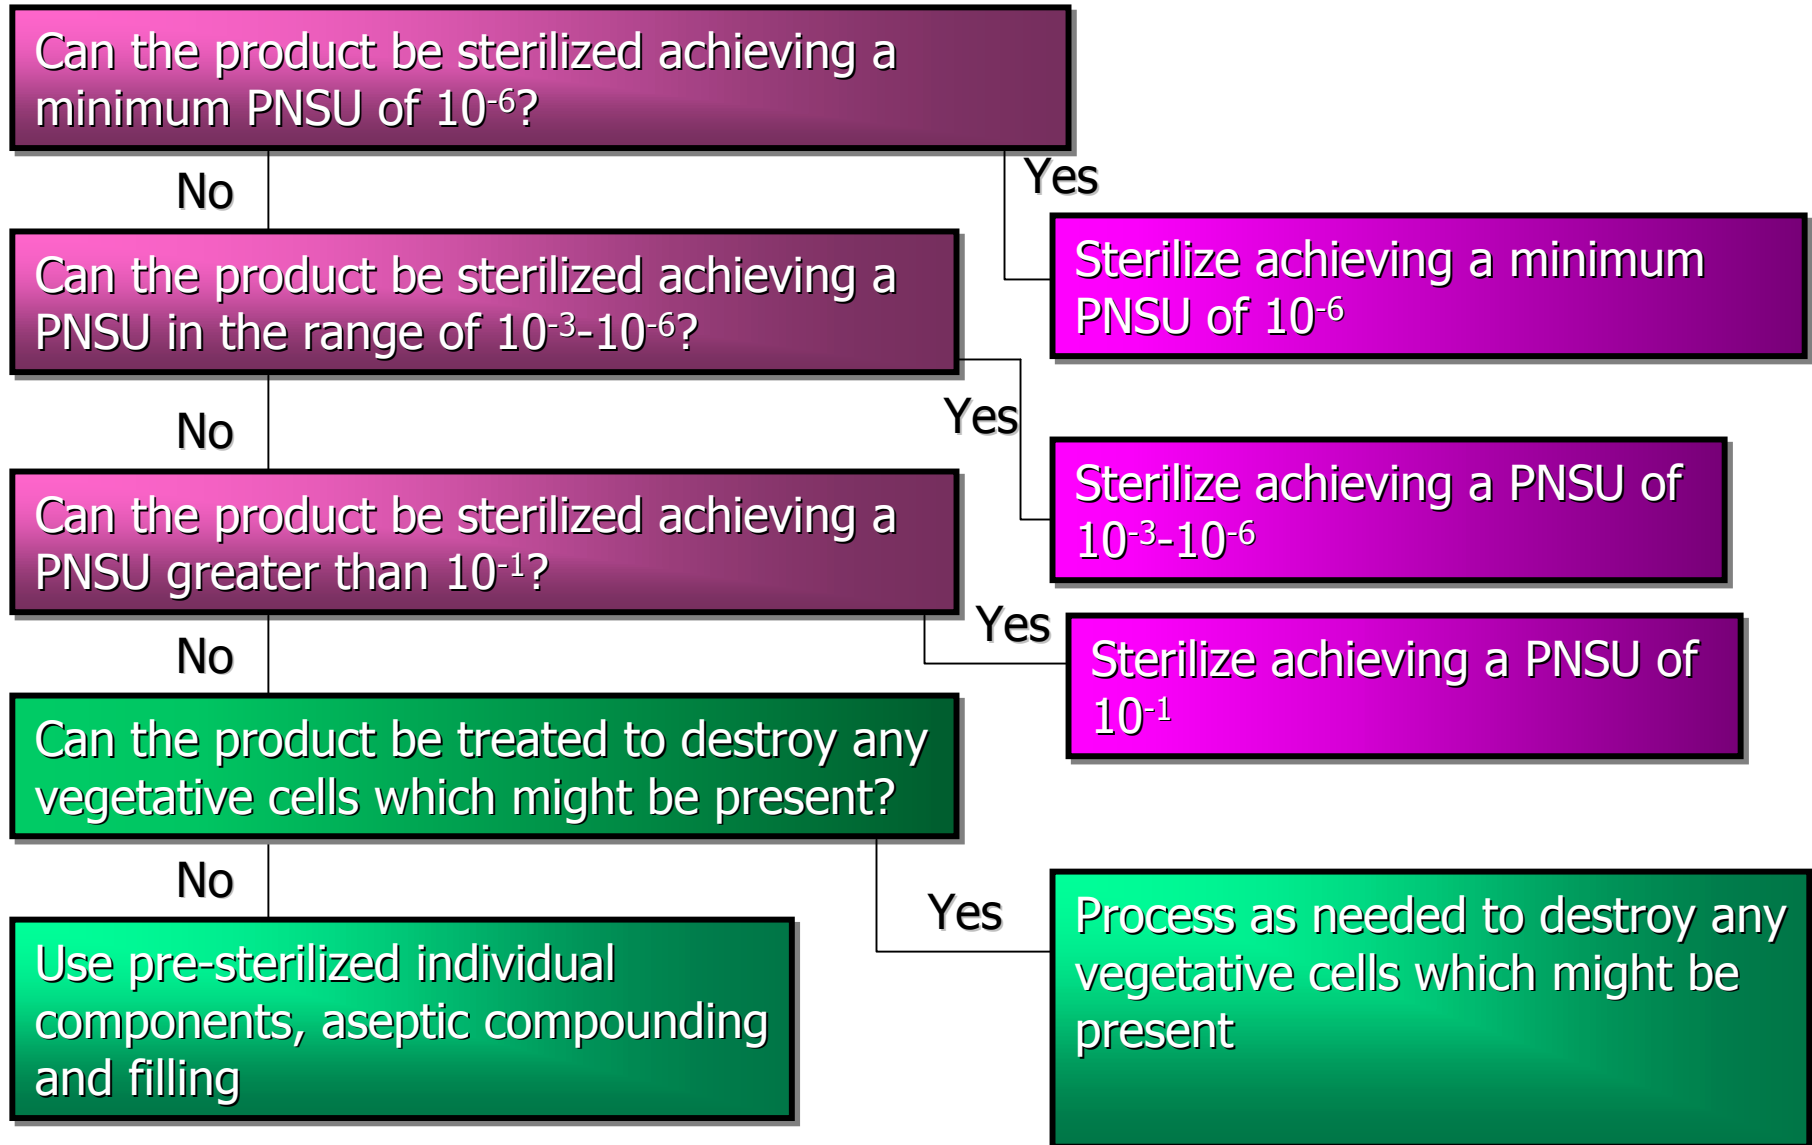 Can the product be sterilized achieving a
minimum PNSU of 10⁻⁶?
No
Yes
Sterilize achieving a minimum
PNSU of 10⁻⁶
Can the product be sterilized achieving a
PNSU in the range of 10⁻³-10⁻⁶?
No
Yes
Sterilize achieving a PNSU of
10⁻³-10⁻⁶
Can the product be sterilized achieving a
PNSU greater than 10⁻¹?
No
Yes
Sterilize achieving a PNSU of
10⁻¹
Can the product be treated to destroy any
vegetative cells which might be present?
No
Yes
Process as needed to destroy any
vegetative cells which might be
present
Use pre-sterilized individual
components, aseptic compounding
and filling